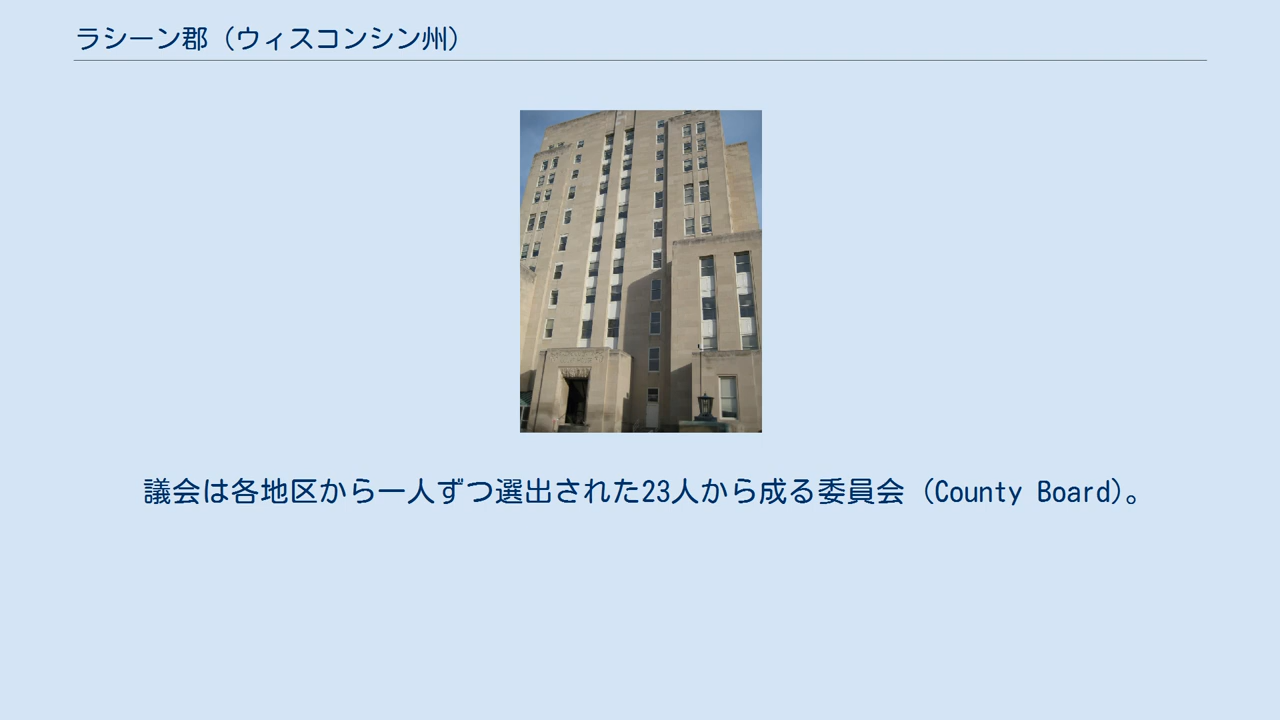 ラシーン郡（ウィスコンシン州）
議会は各地区から一人ずつ選出された23人から成る委員会（County Board)。